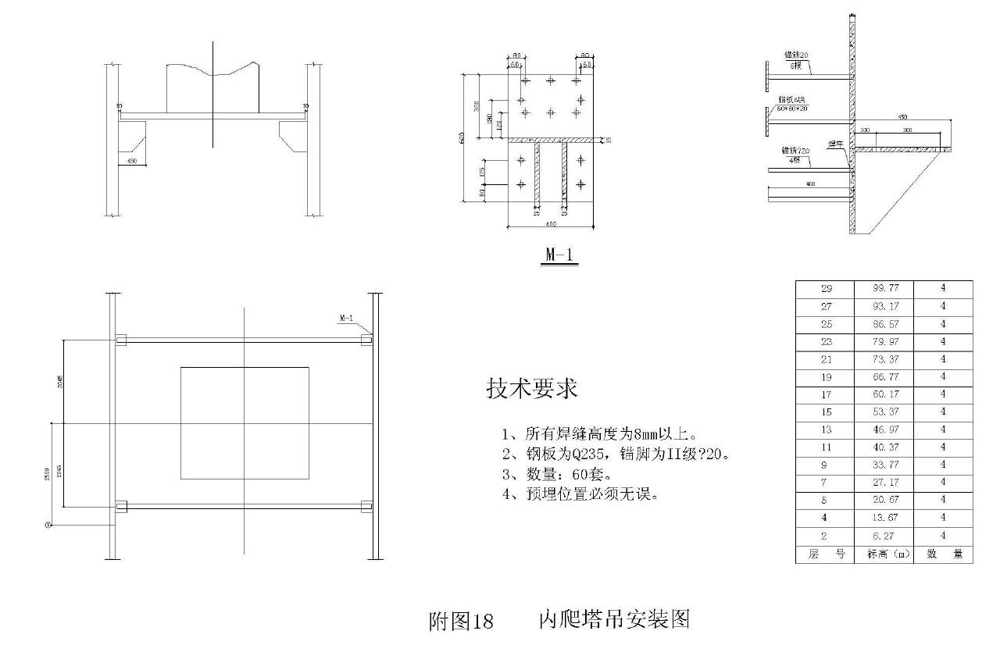 30
30
450
80
80
60
60
600
300
180
120
25
115
80
25
25
400
M-1
锚筋20
6根
锚板6块
60*60*20
锚筋?20
4根
400
焊牢
450
100
300
M-1
2045
2500
2045
技术要求
1、所有焊缝高度为8mm以上。
2、钢板为Q235，锚脚为II级?20。
3、数量：60套。
4、预埋位置必须无误。
29 99.77 4
27 93.17 4
25 86.57 4
23 79.97 4
21 73.37 4
19 66.77 4
17 60.17 4
15 53.37 4
13 46.97 4
11 40.37 4
9 33.77 4
7 27.17 4
5 20.67 4
4 13.67 4
2 6.27 4
层 号 标高(m) 数 量
附图18 内爬塔吊安装图